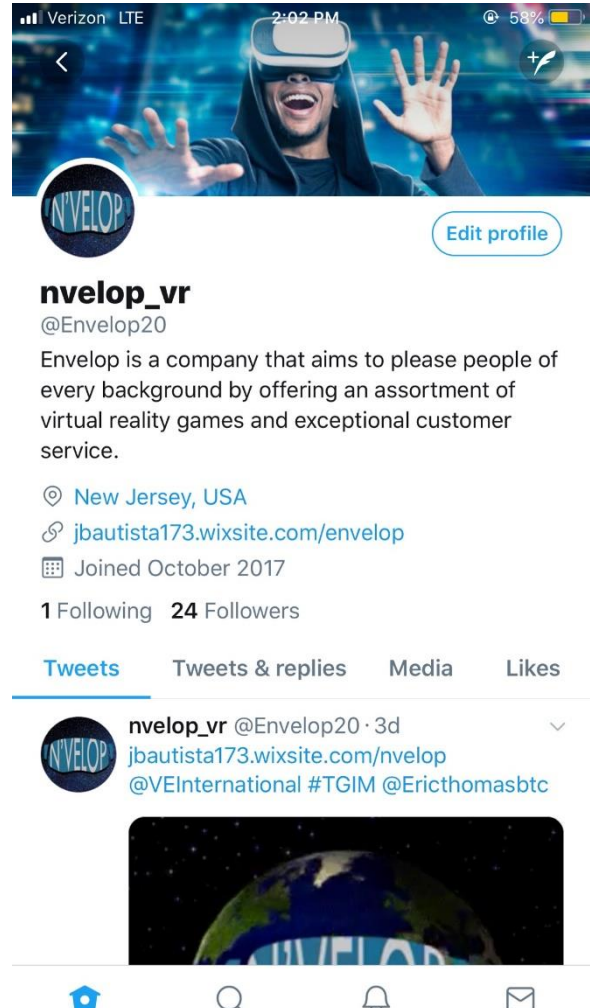 Verizon LTE 2:02 PM 58%
N'VELOP
Edit profile
nvelop_vr
@Envelop20
Envelop is a company that aims to please people of
every background by offering an assortment of
virtual reality games and exceptional customer
service.
New Jersey, USA
jbautista173.wixsite.com/envelop
Joined October 2017
1 Following 24 Followers
Tweets Tweets & replies Media Likes
nvelop_vr @Envelop20 · 3d
N'VELOP
jbautista173.wixsite.com/nvelop
@VEInternational #TGIM @Ericthomasbtc
N'VELOP